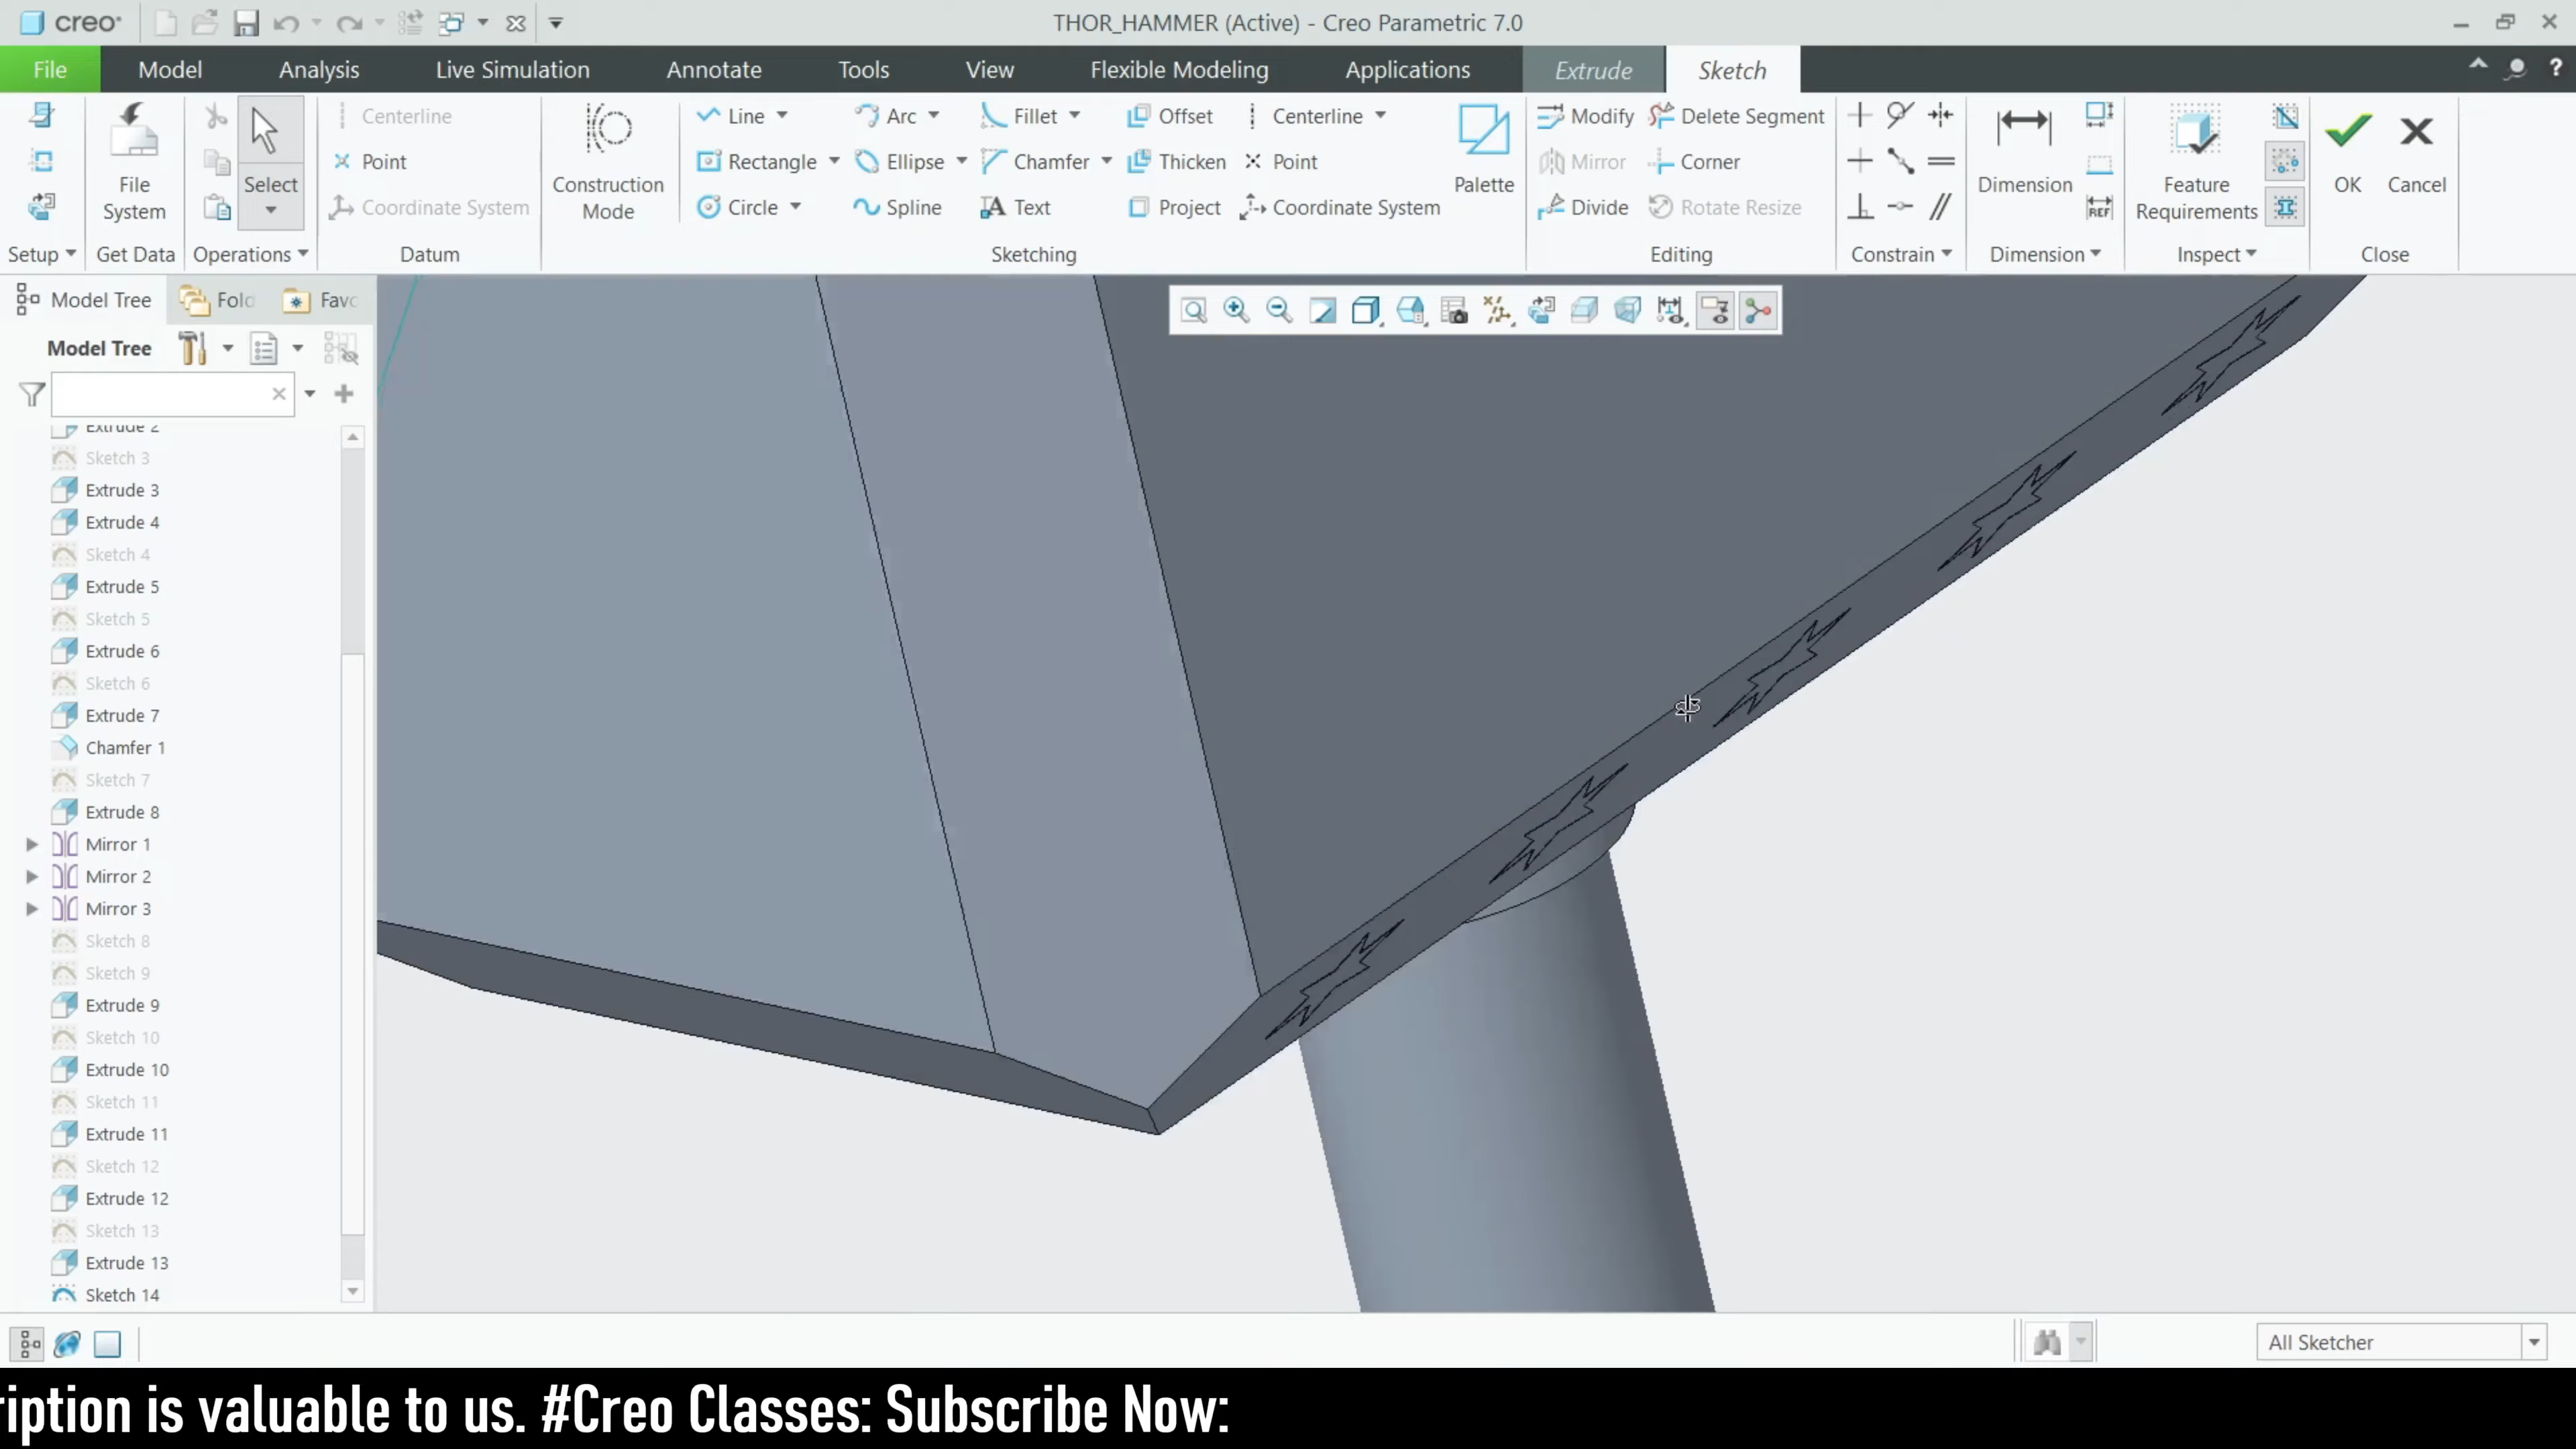 creo
THOR_HAMMER (Active) - Creo Parametric 7.0
File Model Analysis Live Simulation Annotate Tools View Flexible Modeling Applications Extrude Sketch
Centerline Line Arc Fillet Offset Centerline Modify Delete Segment
Point Rectangle Ellipse Chamfer Thicken Point Mirror Corner
File System Select Construction Mode Palette Dimension Feature Requirements OK Cancel
Coordinate System Circle Spline Text Project Coordinate System Divide Rotate Resize
REF
Setup Get Data Operations Datum Sketching Editing Constrain Dimension Inspect Close
Model Tree Fold Favo
Model Tree
Extrude 2
Sketch 3
Extrude 3
Extrude 4
Sketch 4
Extrude 5
Sketch 5
Extrude 6
Sketch 6
Extrude 7
Chamfer 1
Sketch 7
Extrude 8
Mirror 1
Mirror 2
Mirror 3
Sketch 8
Sketch 9
Extrude 9
Sketch 10
Extrude 10
Sketch 11
Extrude 11
Sketch 12
Extrude 12
Sketch 13
Extrude 13
Sketch 14
All Sketcher
ription is valuable to us. #Creo Classes: Subscribe Now: